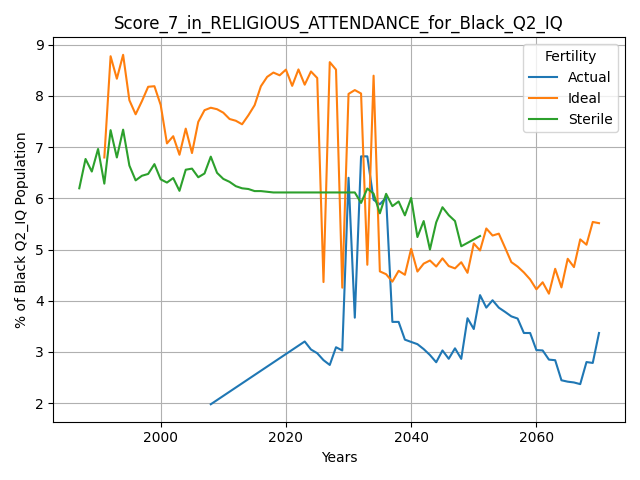 Score_7_in_RELIGIOUS_ATTENDANCE_for_Black_Q2_IQ
Fertility
Actual
Ideal
Sterile
% of Black Q2_IQ Population
9
8
7
6
5
4
3
2
2000
2020
2040
2060
Years